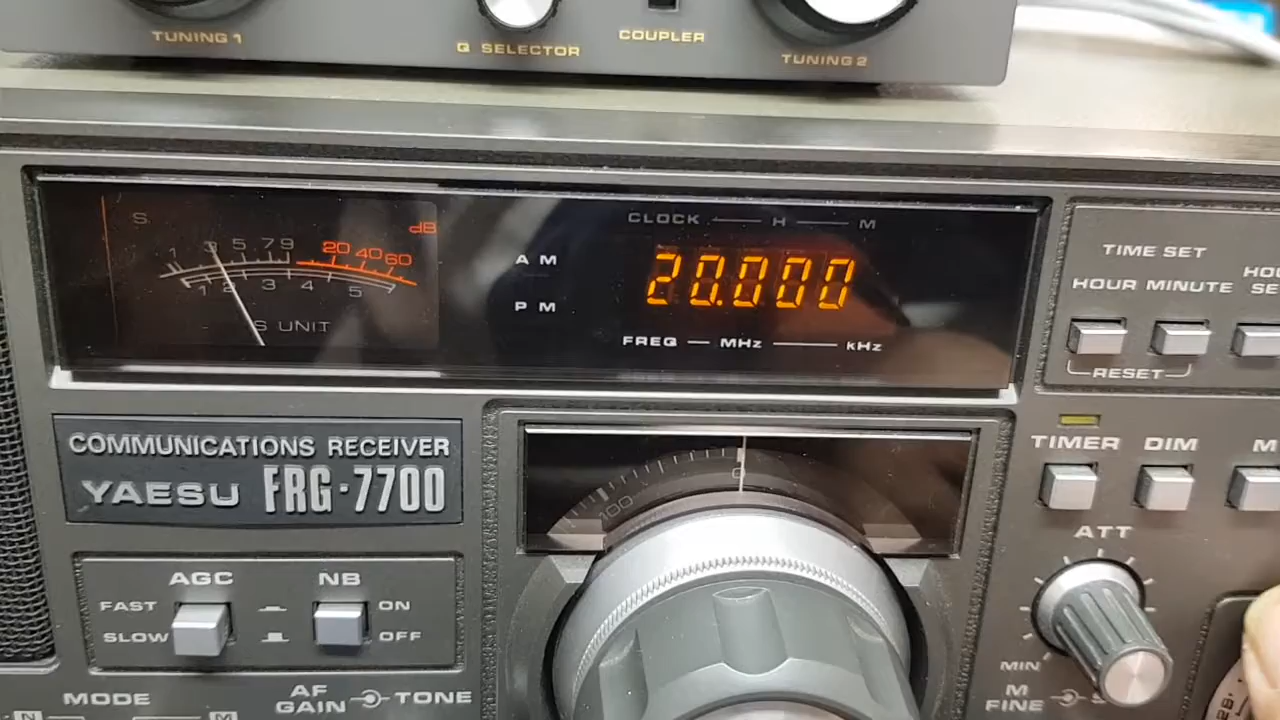 TUNING 1
Q SELECTOR
COUPLER
TUNING 2
S.
dB
1 3 5 7 9 20 40 60
1 2 3 4 5
S UNIT
AM
PM
CLOCK H M
20.000
FREQ MHz kHz
TIME SET
HOUR MINUTE
RESET
COMMUNICATIONS RECEIVER
YAESU FRG-7700
0
100
TIMER
DIM
M
ATT
MIN
M
FINE
AGC
FAST
SLOW
NB
ON
OFF
MODE
N
M
AF
GAIN
TONE